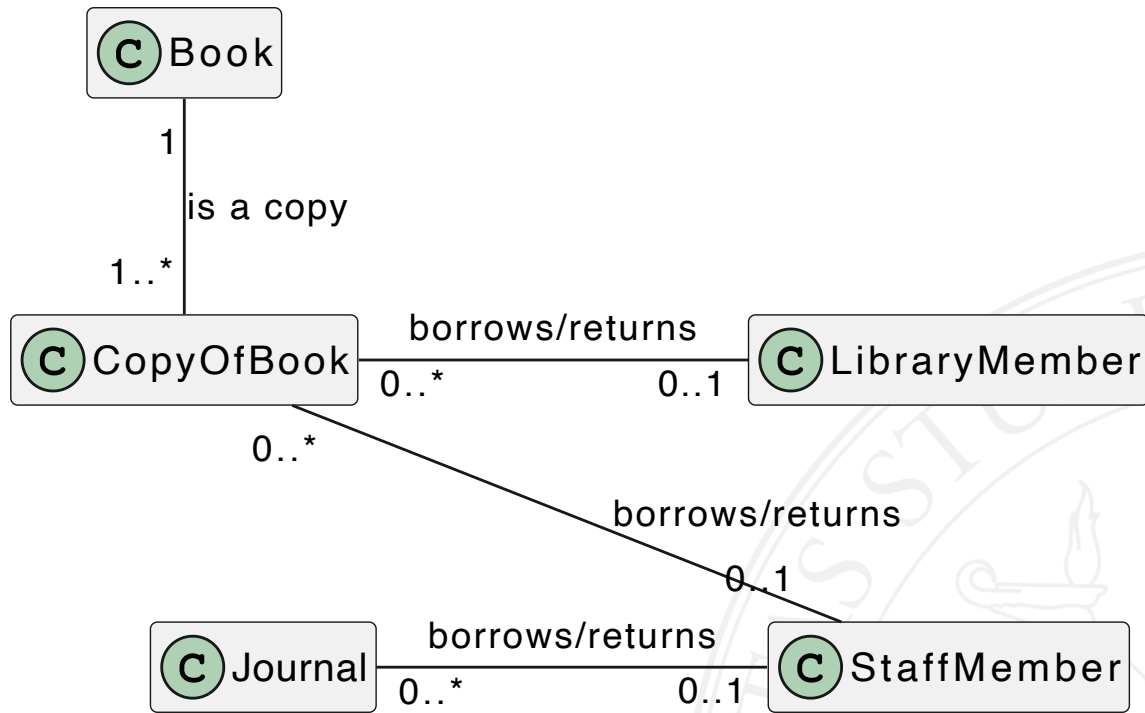 C Book
1
is a copy
1..*
borrows/returns
C CopyOfBook
C LibraryMember
0..*
0..1
0..*
borrows/returns
0..1
borrows/returns
C Journal
C StaffMember
0..*
0..1